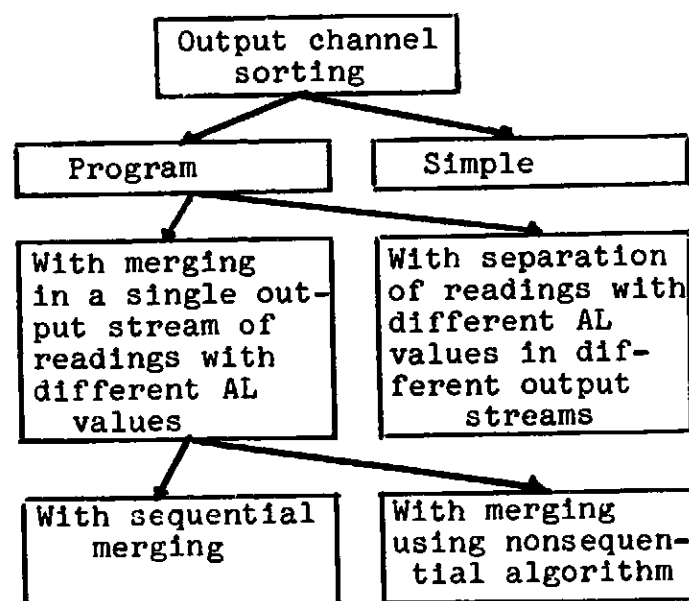 Output channel
sorting
Program
Simple
With merging
in a single out-
put stream of
readings with
different AL
values
With separation
of readings with
different AL
values in dif-
ferent output
streams
With sequential
merging
With merging
using nonsequen-
tial algorithm